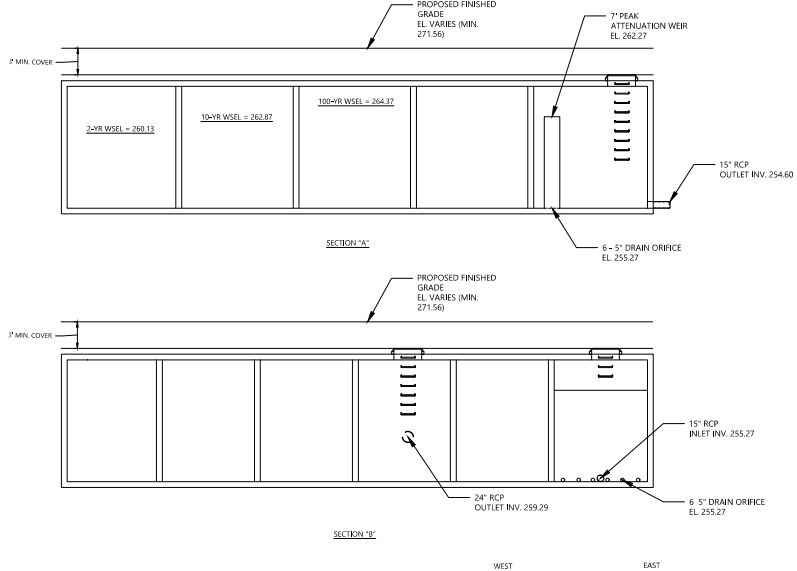 PROPOSED FINISHED
GRADE
EL. VARIES (MIN.
271.56)
7' PEAK
ATTENUATION WEIR
EL. 262.27
3' MIN. COVER
2-YR WSEL = 260.13
10-YR WSEL = 262.87
100-YR WSEL = 264.37
15" RCP
OUTLET INV. 254.60
SECTION "A"
6 - 5" DRAIN ORIFICE
EL. 255.27
PROPOSED FINISHED
GRADE
EL. VARIES (MIN.
271.56)
3' MIN. COVER
15" RCP
INLET INV. 255.27
24" RCP
OUTLET INV. 259.29
6 5" DRAIN ORIFICE
EL. 255.27
SECTION "B"
WEST
EAST